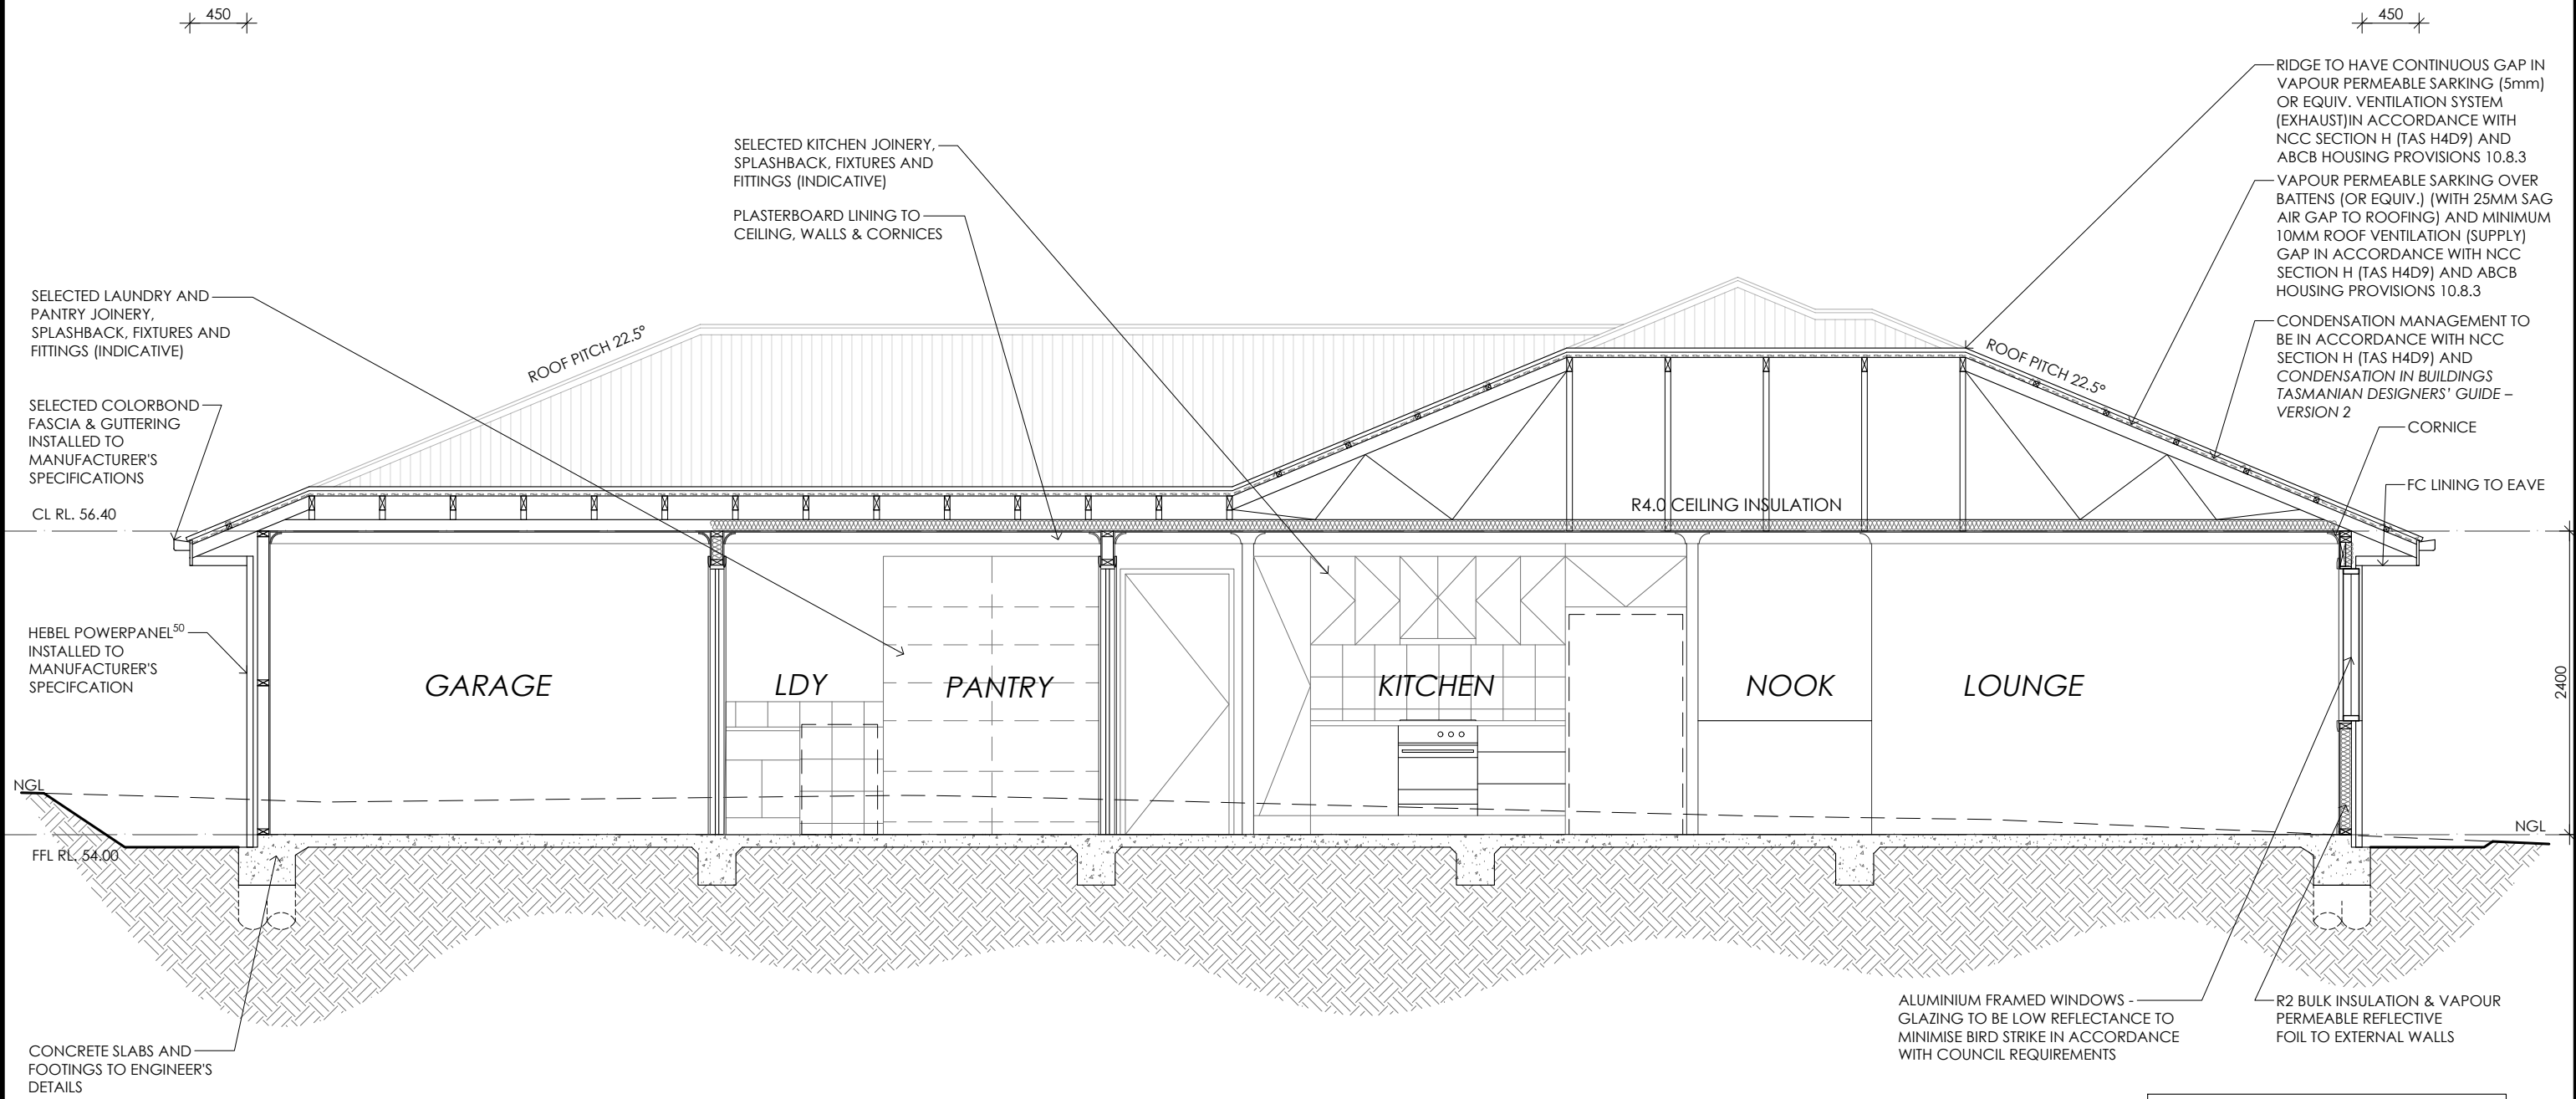 450
450
RIDGE TO HAVE CONTINUOUS GAP IN
VAPOUR PERMEABLE SARKING (5mm)
OR EQUIV. VENTILATION SYSTEM
(EXHAUST)IN ACCORDANCE WITH
NCC SECTION H (TAS H4D9) AND
ABCB HOUSING PROVISIONS 10.8.3
SELECTED KITCHEN JOINERY,
SPLASHBACK, FIXTURES AND
FITTINGS (INDICATIVE)
VAPOUR PERMEABLE SARKING OVER
BATTENS (OR EQUIV.) (WITH 25MM SAG
AIR GAP TO ROOFING) AND MINIMUM
10MM ROOF VENTILATION (SUPPLY)
GAP IN ACCORDANCE WITH NCC
SECTION H (TAS H4D9) AND ABCB
HOUSING PROVISIONS 10.8.3
PLASTERBOARD LINING TO
CEILING, WALLS & CORNICES
SELECTED LAUNDRY AND
PANTRY JOINERY,
SPLASHBACK, FIXTURES AND
FITTINGS (INDICATIVE)
CONDENSATION MANAGEMENT TO
BE IN ACCORDANCE WITH NCC
SECTION H (TAS H4D9) AND
CONDENSATION IN BUILDINGS
TASMANIAN DESIGNERS' GUIDE –
VERSION 2
ROOF PITCH 22.5°
ROOF PITCH 22.5°
SELECTED COLORBOND
FASCIA & GUTTERING
INSTALLED TO
MANUFACTURER'S
SPECIFICATIONS
CORNICE
FC LINING TO EAVE
CL RL. 56.40
R4.0 CEILING INSULATION
HEBEL POWERPANEL50
INSTALLED TO
MANUFACTURER'S
SPECIFCATION
GARAGE
LDY
PANTRY
KITCHEN
NOOK
LOUNGE
2400
NGL
NGL
FFL RL. 54.00
ALUMINIUM FRAMED WINDOWS -
GLAZING TO BE LOW REFLECTANCE TO
MINIMISE BIRD STRIKE IN ACCORDANCE
WITH COUNCIL REQUIREMENTS
R2 BULK INSULATION & VAPOUR
PERMEABLE REFLECTIVE
FOIL TO EXTERNAL WALLS
CONCRETE SLABS AND
FOOTINGS TO ENGINEER'S
DETAILS